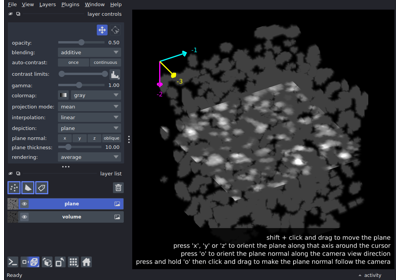 File View Layers Plugins Window Help
layer controls
opacity: 0.50
blending: additive
auto-contrast: once continuous
contrast limits:
gamma: 1.00
colormap: gray
projection mode: mean
interpolation: linear
depiction: plane
plane normal: x y z oblique
plane thickness: 10.00
rendering: average
layer list
plane
volume
-1
-3
shift + click and drag to move the plane
press 'x', 'y' or 'z' to orient the plane along that axis around the cursor
press 'o' to orient the plane normal along the camera view direction
press and hold 'o' then click and drag to make the plane normal follow the camera
Ready
activity